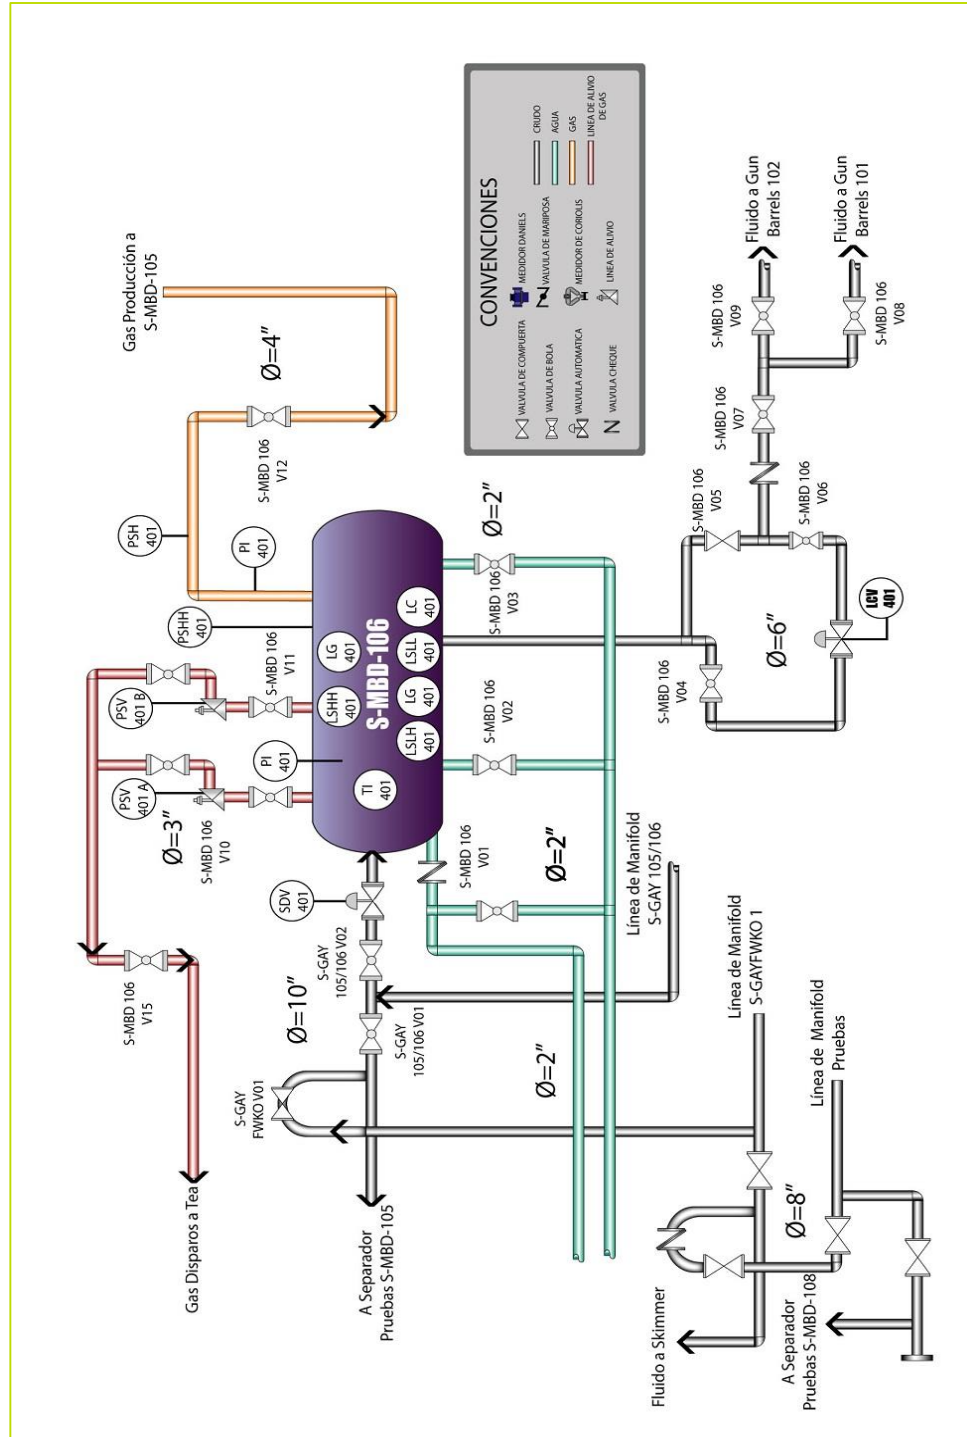 Gas Producción a
S-MBD-105
Ø=4"
S-MBD 106
V12
PSH
401
PI
401
PSHH
401
S-MBD 106
V11
PSV
401 B
PI
401
PSV
401 A
Ø=3"
S-MBD 106
V10
S-MBD 106
V15
Gas Disparos a Tea
CONVENCIONES
VALVULA DE COMPUERTA
VALVULA DE BOLA
VALVULA AUTOMATICA
VALVULA CHEQUE
MEDIDOR DANIELS
VALVULA DE MARIPOSA
MEDIDOR DE CORIOLIS
LINEA DE ALIVIO
CRUDO
AGUA
GAS
LINEA DE ALIVIO
DE GAS
S-MBD-106
LG
401
LSHH
401
TI
401
LC
401
LSLL
401
LG
401
LSLH
401
SDV
401
S-GAY
105/106 V02
Ø=10"
S-GAY
105/106 V01
S-GAY
FWKO V01
A Separador
Pruebas S-MBD-105
Ø=2"
S-MBD 106
V03
S-MBD 106
V02
S-MBD 106
V01
Ø=2"
Ø=2"
Línea de Manifold
S-GAY 105/106
Línea de Manifold
S-GAYFWKO 1
Línea de Manifold
Pruebas
Ø=8"
Fluido a Skimmer
A Separador
Pruebas S-MBD-108
S-MBD 106
V04
Ø=6"
LCV
401
S-MBD 106
V05
S-MBD 106
V06
S-MBD 106
V07
S-MBD 106
V09
S-MBD 106
V08
Fluido a Gun
Barrels 102
Fluido a Gun
Barrels 101